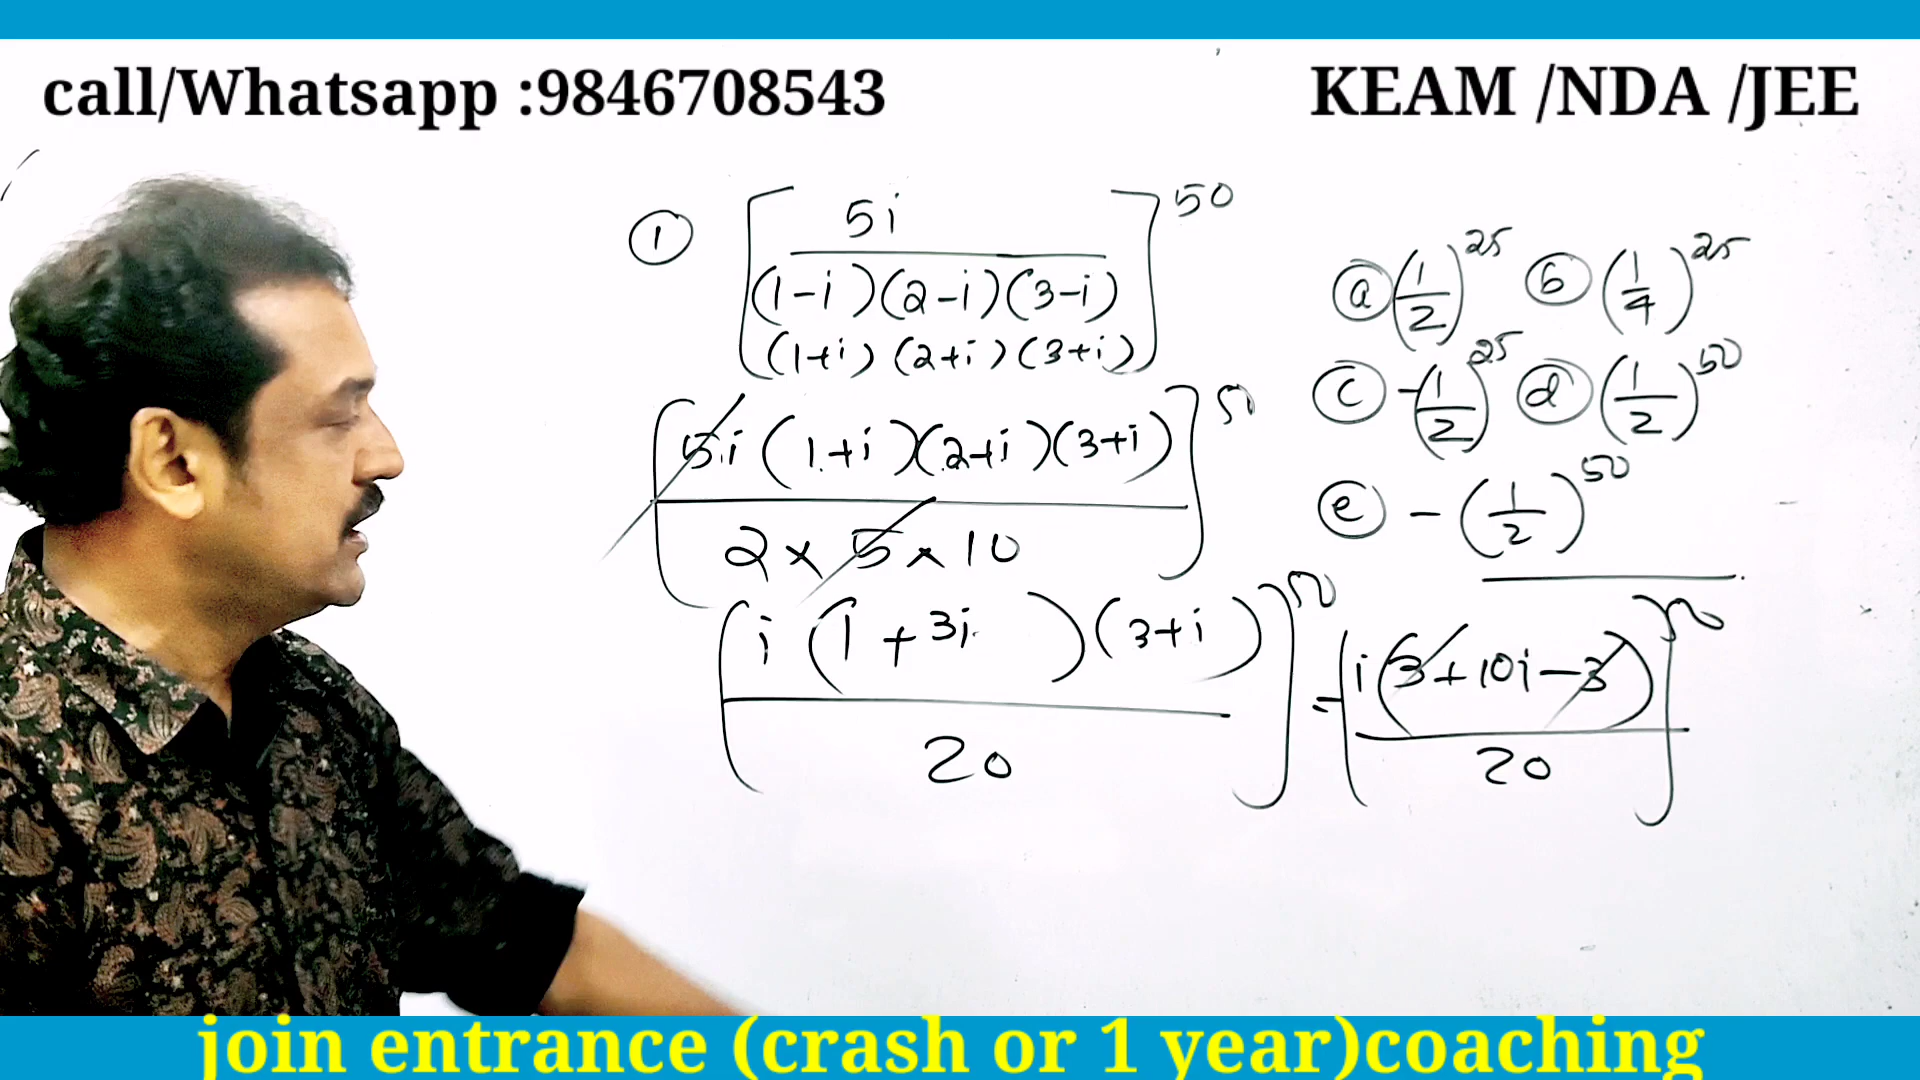 call/Whatsapp :9846708543
KEAM /NDA /JEE
① [ 5i / (1-i)(2-i)(3-i) ]^50
(1+i) (2+i) (3+i)
[ 5i (1+i)(2+i)(3+i) / 2 × 5 × 10 ]^50
[ i (1 + 3i )(3+i) / 20 ]^50 = [ i (3+10i-3) / 20 ]^50
ⓐ (1/2)^25 ⓑ (1/4)^25
ⓒ -(1/2)^25 ⓓ (1/2)^50
ⓔ - (1/2)^50
join entrance (crash or 1 year)coaching